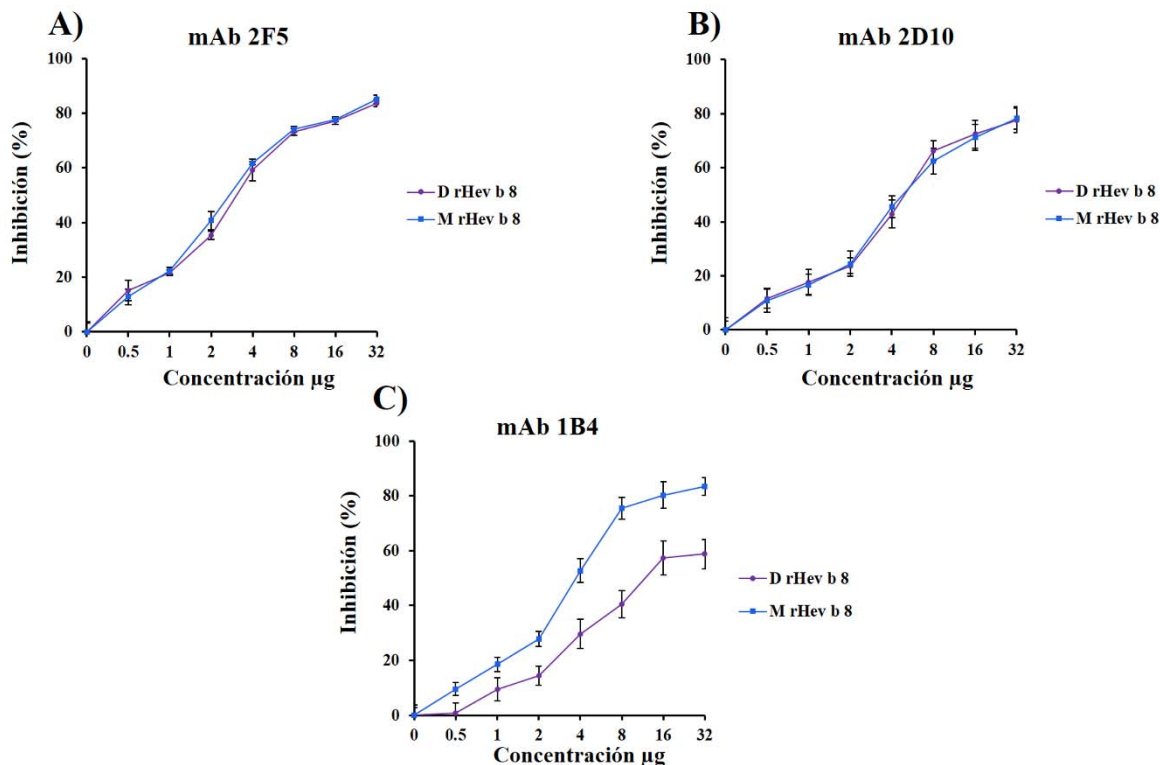 A)
mAb 2F5
Inhibición (%)
100
80
60
40
20
0
0 0.5 1 2 4 8 16 32
Concentración µg
D rHev b 8
M rHev b 8
B)
mAb 2D10
Inhibición (%)
100
80
60
40
20
0
0 0.5 1 2 4 8 16 32
Concentración µg
D rHev b 8
M rHev b 8
C)
mAb 1B4
Inhibición (%)
100
80
60
40
20
0
0 0.5 1 2 4 8 16 32
Concentración µg
D rHev b 8
M rHev b 8